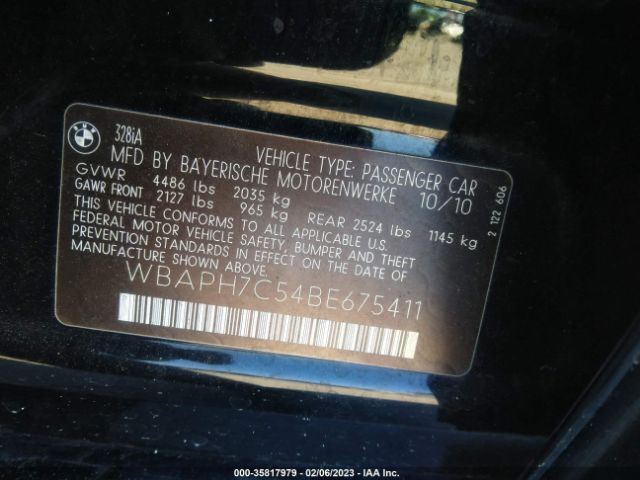 BMW
328iA
VEHICLE TYPE: PASSENGER CAR
MFD BY BAYERISCHE MOTORENWERKE 10/10
GVWR 4486 lbs 2035 kg
GAWR FRONT 2127 lbs 965 kg REAR 2524 lbs 1145 kg
THIS VEHICLE CONFORMS TO ALL APPLICABLE U.S.
FEDERAL MOTOR VEHICLE SAFETY, BUMPER AND THEFT
PREVENTION STANDARDS IN EFFECT ON THE DATE OF
MANUFACTURE SHOWN ABOVE.
WBAPH7C54BE675411
2 122 606
000-35817979 - 02/06/2023 - IAA Inc.